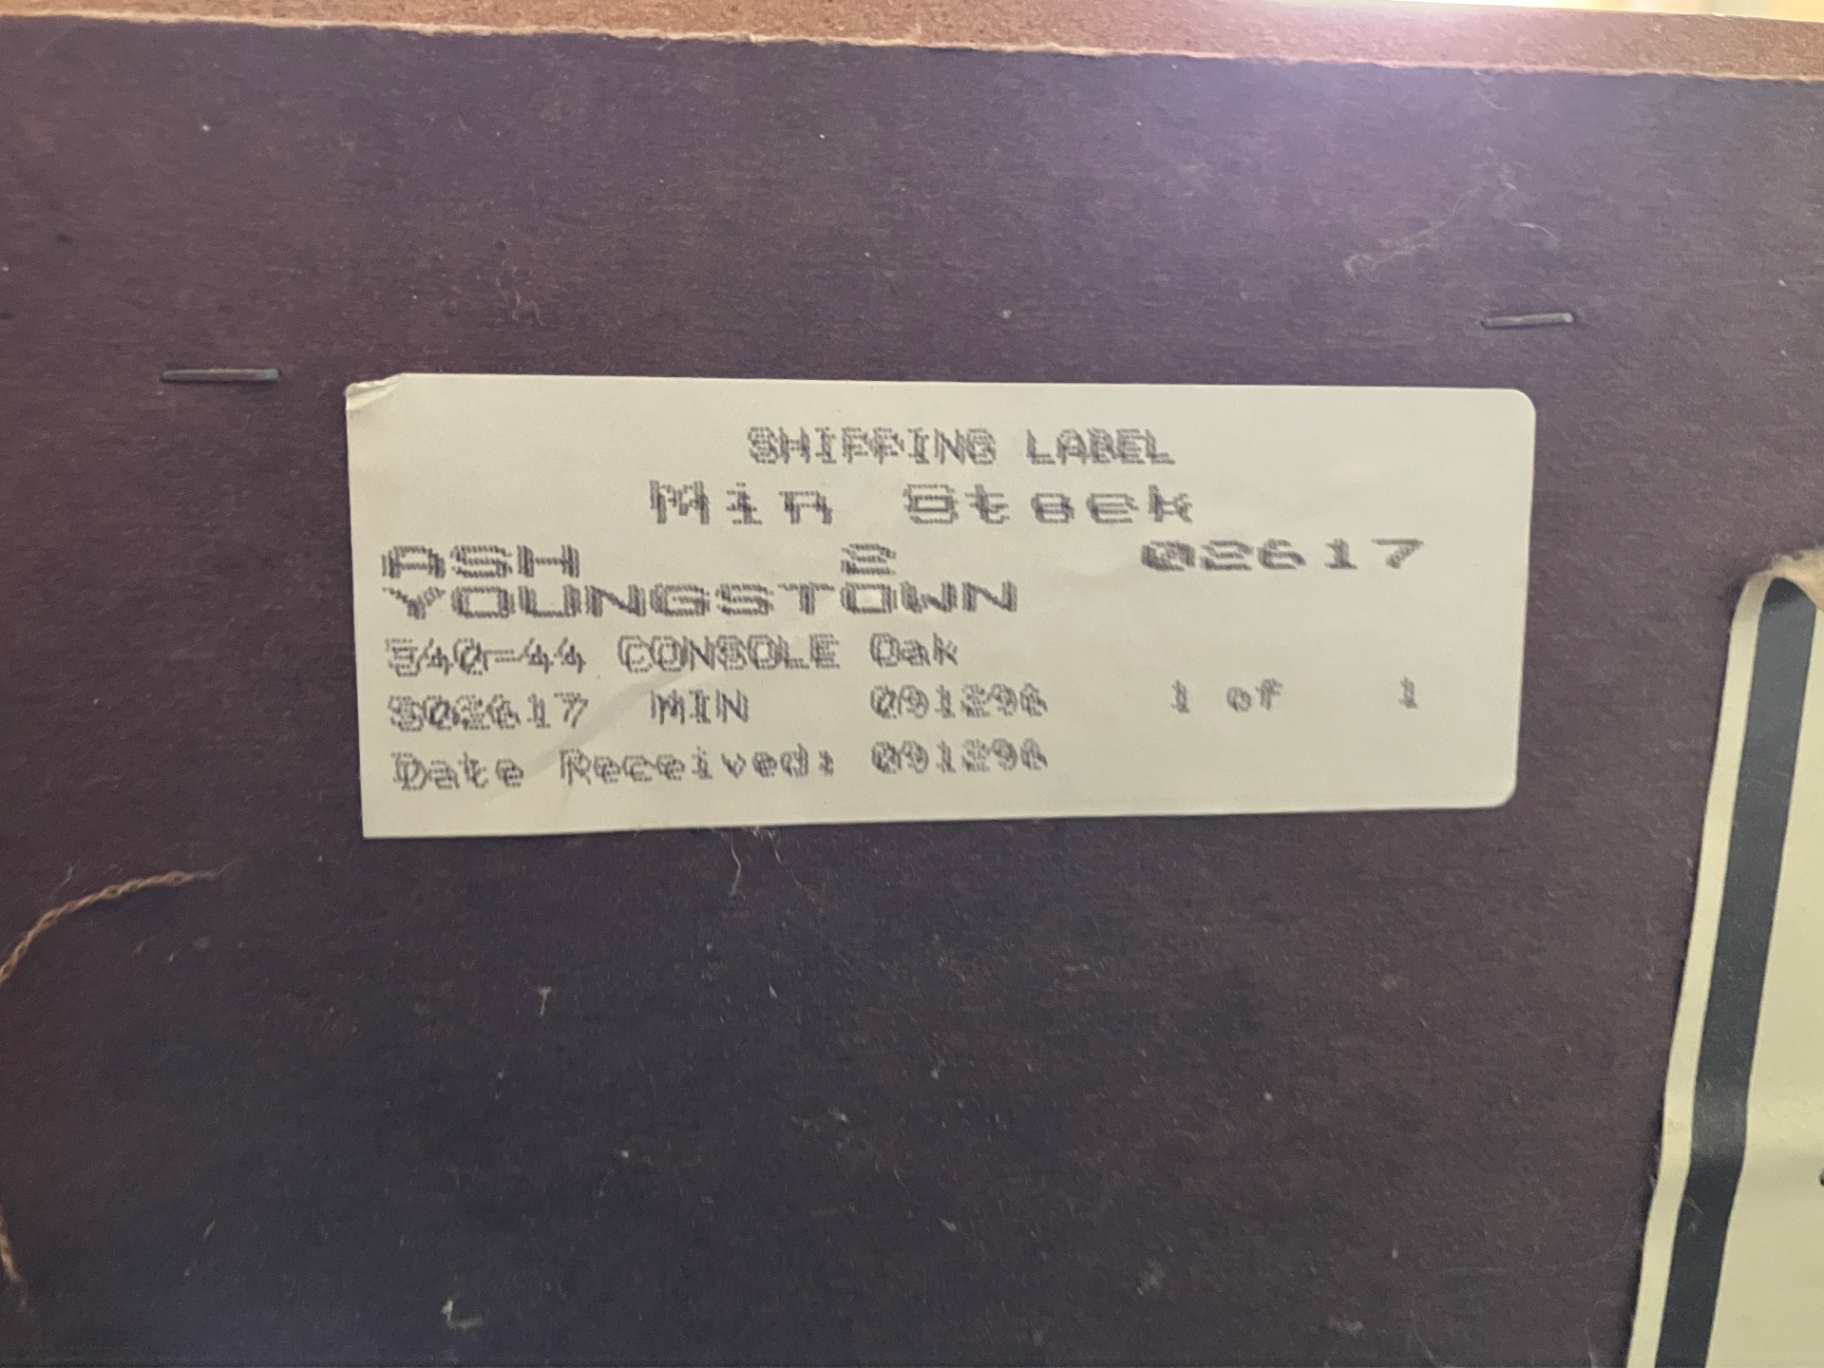 SHIPPING LABEL
Min Stock
ASH 2 02617
YOUNGSTOWN
540-44 CONSOLE Oak
S02617 MIN 091296 1 of 1
Date Received: 091296